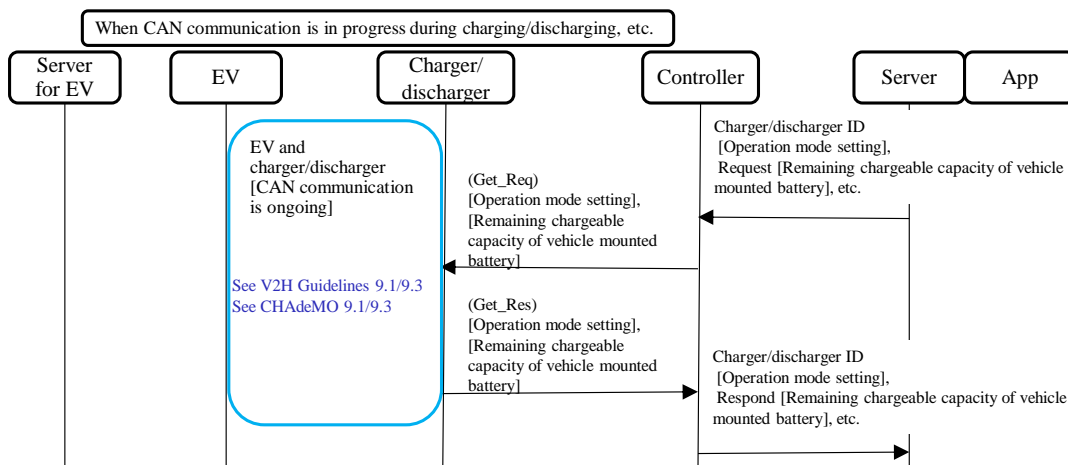 When CAN communication is in progress during charging/discharging, etc.
Server
for EV
EV
Charger/
discharger
Controller
Server
App
Charger/discharger ID
[Operation mode setting],
Request [Remaining chargeable capacity of vehicle
mounted battery], etc.
EV and
charger/discharger
[CAN communication
is ongoing]
(Get_Req)
[Operation mode setting],
[Remaining chargeable
capacity of vehicle mounted
battery]
See V2H Guidelines 9.1/9.3
See CHAdeMO 9.1/9.3
(Get_Res)
[Operation mode setting],
[Remaining chargeable
capacity of vehicle mounted
battery]
Charger/discharger ID
[Operation mode setting],
Respond [Remaining chargeable capacity of vehicle
mounted battery], etc.